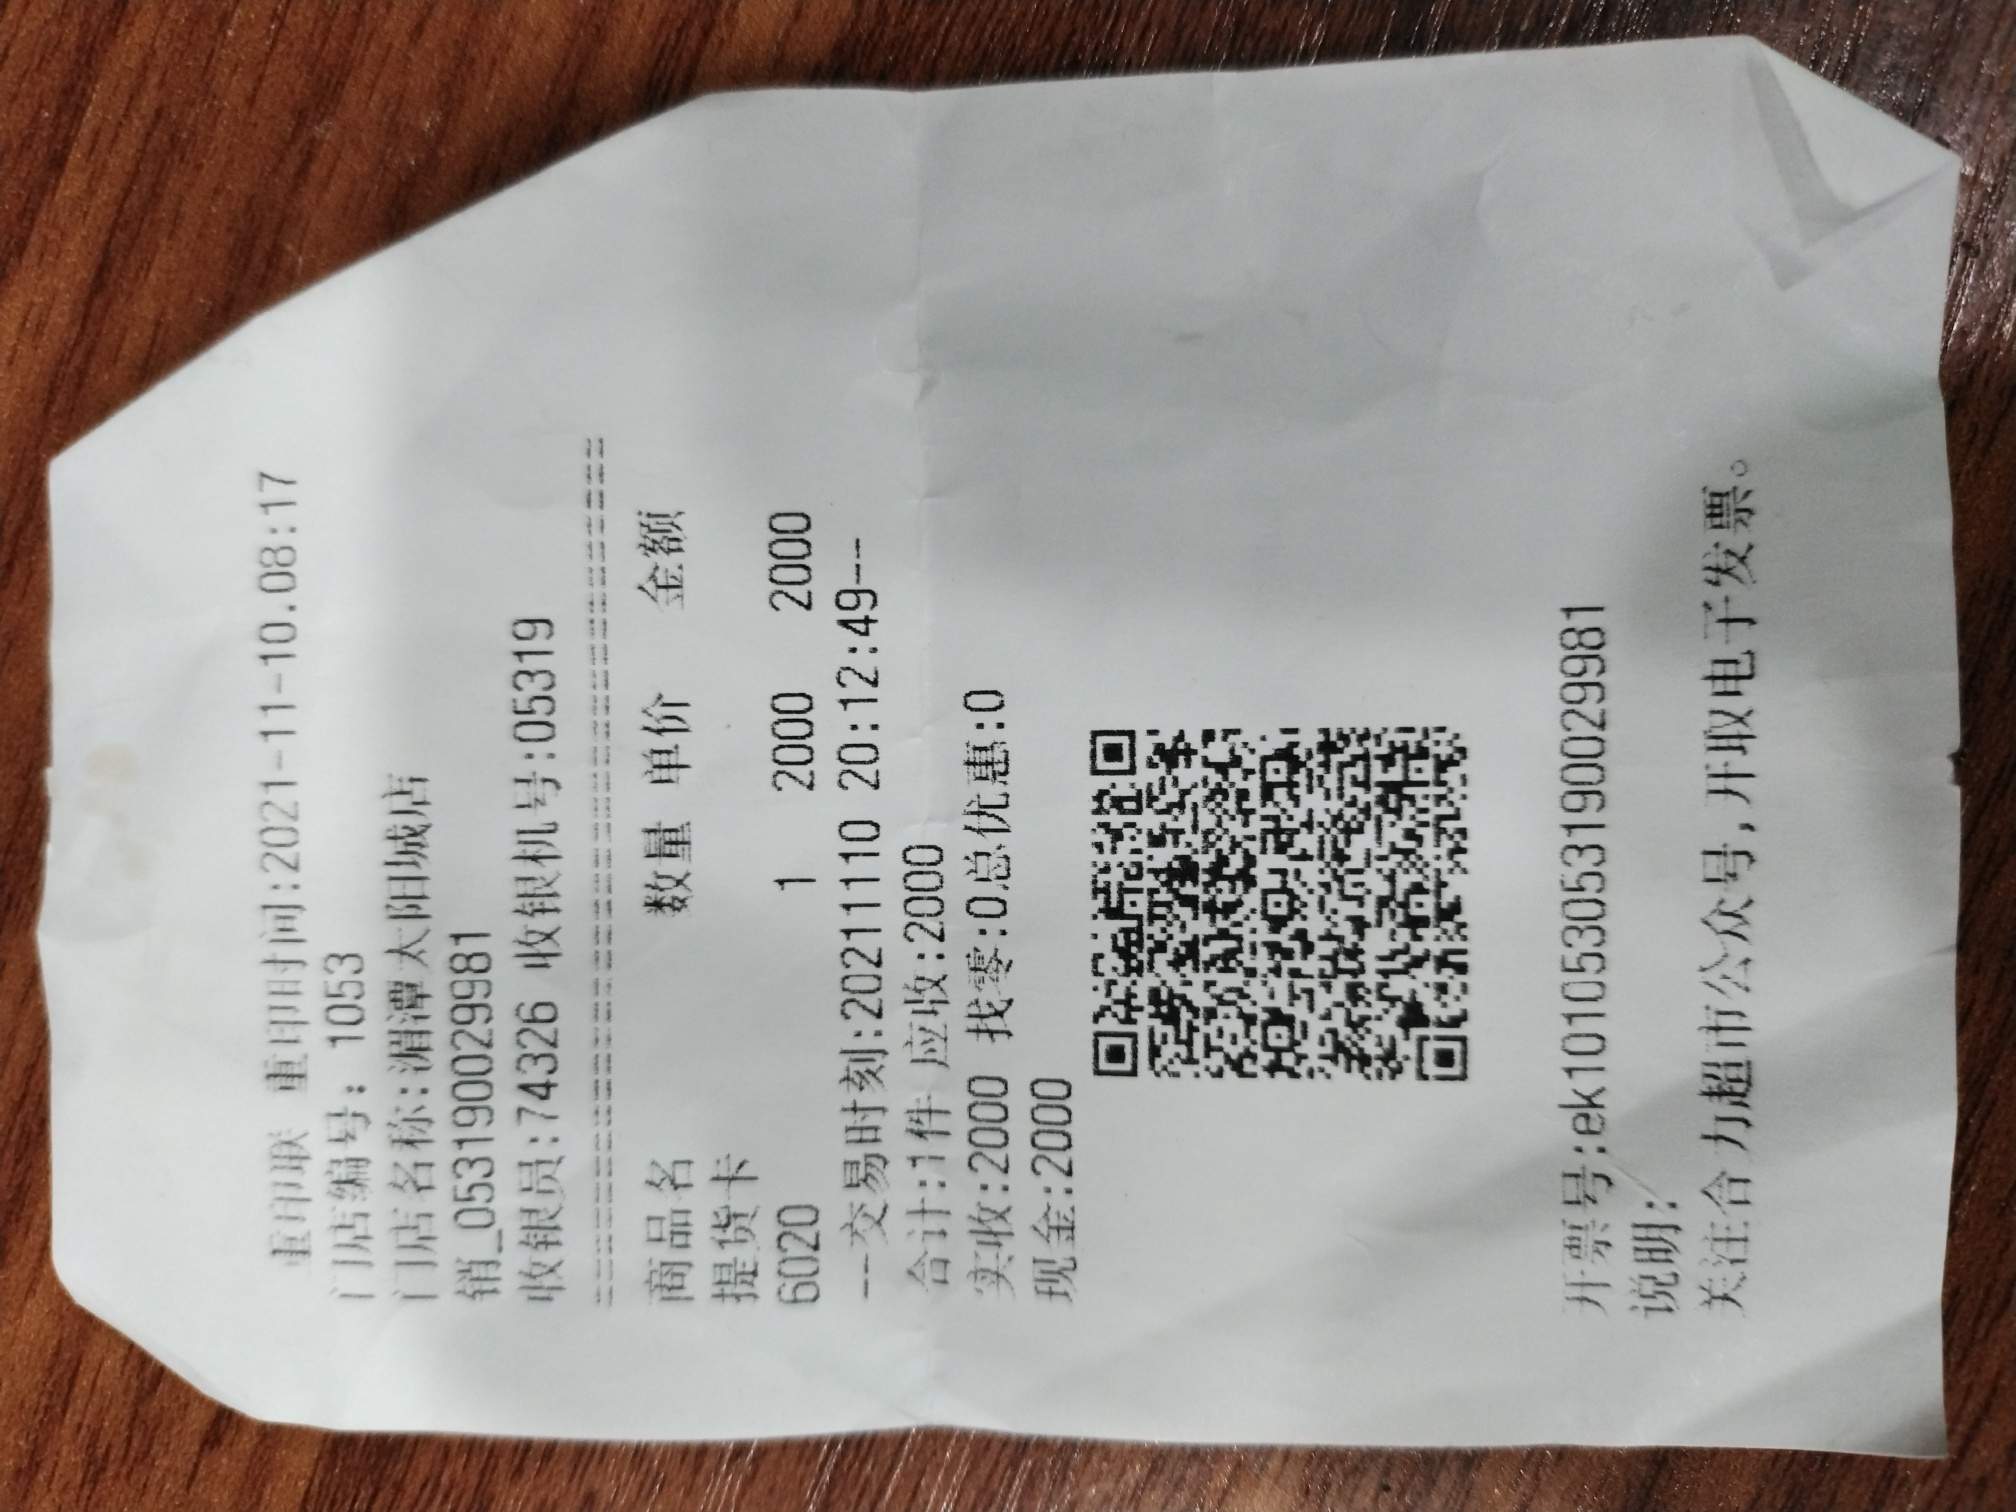 重印联 重印时间:2021-11-10.08:17
门店编号: 1053
门店名称:湄潭太阳城店
销_0531900029981
收银员:74326 收银机号:05319
商品名 数量 单价 金额
提货卡
6020 1 2000 2000
--交易时刻:20211110 20:12:49--
合计:1件 应收:2000
实收:2000 找零:0总优惠:0
现金:2000
开票号:ek101053053190029981
说明:
关注合力超市公众号,开取电子发票。